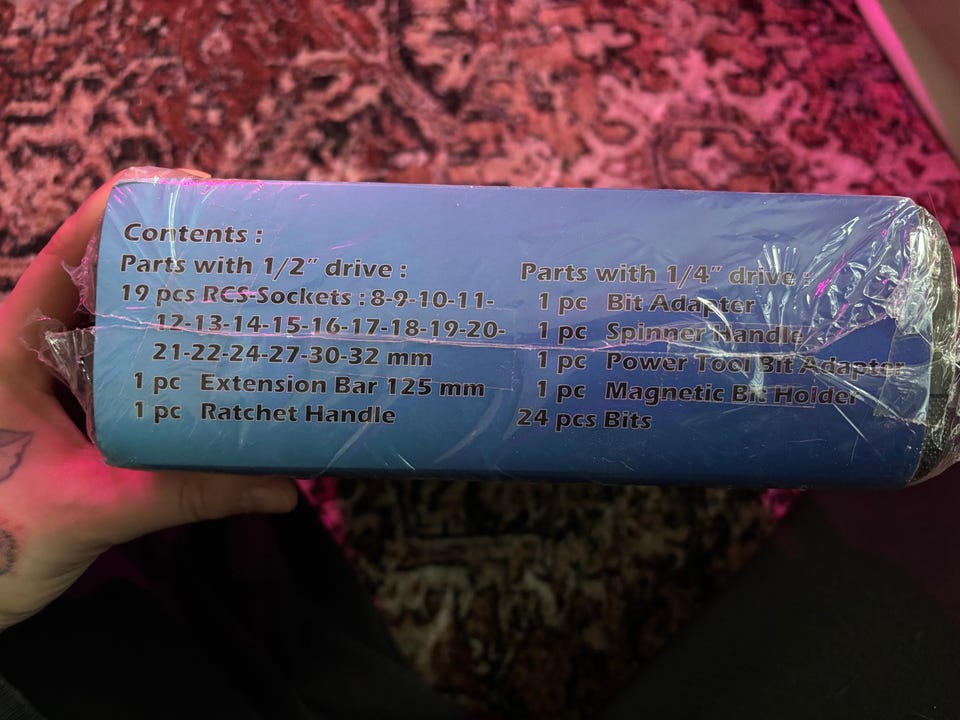 Contents :
Parts with 1/2” drive :
19 pcs RCS-Sockets : 8-9-10-11-
12-13-14-15-16-17-18-19-20-
21-22-24-27-30-32 mm
1 pc Extension Bar 125 mm
1 pc Ratchet Handle
Parts with 1/4” drive :
1 pc Bit Adapter
1 pc Spinner Handle
1 pc Power Tool Bit Adapter
1 pc Magnetic Bit Holder
24 pcs Bits